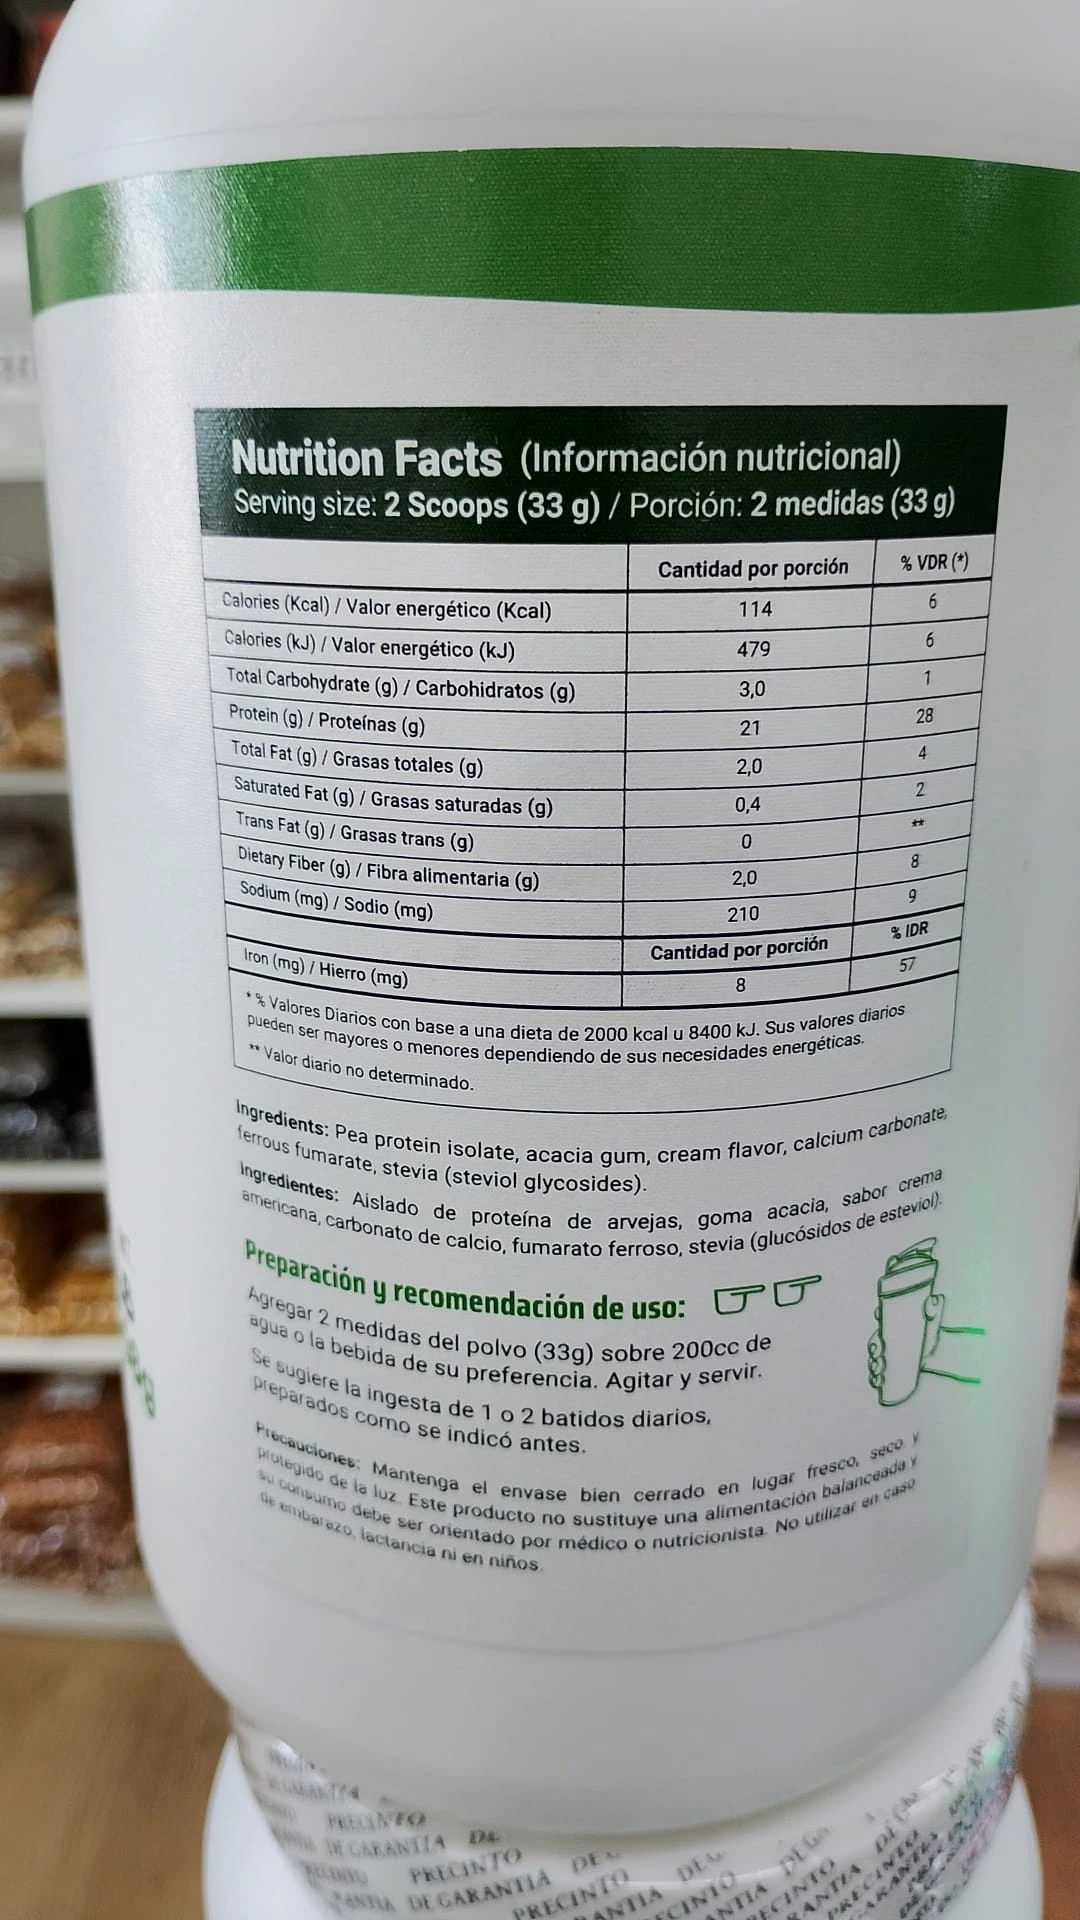 Nutrition Facts (Información nutricional)
Serving size: 2 Scoops (33 g) / Porción: 2 medidas (33 g)
Cantidad por porción % VDR (*)
Calories (Kcal) / Valor energético (Kcal) 114 6
Calories (kJ) / Valor energético (kJ) 479 6
Total Carbohydrate (g) / Carbohidratos (g) 3,0 1
Protein (g) / Proteínas (g) 21 28
Total Fat (g) / Grasas totales (g) 2,0 4
Saturated Fat (g) / Grasas saturadas (g) 0,4 2
Trans Fat (g) / Grasas trans (g) 0 **
Dietary Fiber (g) / Fibra alimentaria (g) 2,0 8
Sodium (mg) / Sodio (mg) 210 9
Cantidad por porción % IDR
Iron (mg) / Hierro (mg) 8 57
* % Valores Diarios con base a una dieta de 2000 kcal u 8400 kJ. Sus valores diarios
pueden ser mayores o menores dependiendo de sus necesidades energéticas.
** Valor diario no determinado.
Ingredients: Pea protein isolate, acacia gum, cream flavor, calcium carbonate,
ferrous fumarate, stevia (steviol glycosides).
Ingredientes: Aislado de proteína de arvejas, goma acacia, sabor crema
americana, carbonato de calcio, fumarato ferroso, stevia (glucósidos de esteviol).
Preparación y recomendación de uso:
Agregar 2 medidas del polvo (33g) sobre 200cc de
agua o la bebida de su preferencia. Agitar y servir.
Se sugiere la ingesta de 1 o 2 batidos diarios,
preparados como se indicó antes.
Precauciones: Mantenga el envase bien cerrado en lugar fresco, seco y
protegido de la luz. Este producto no sustituye una alimentación balanceada y
su consumo debe ser orientado por médico o nutricionista. No utilizar en caso
de embarazo, lactancia ni en niños.
PRECINTO
DE GARANTIA DE
PRECINTO
DE GARANTIA
PRECINTO